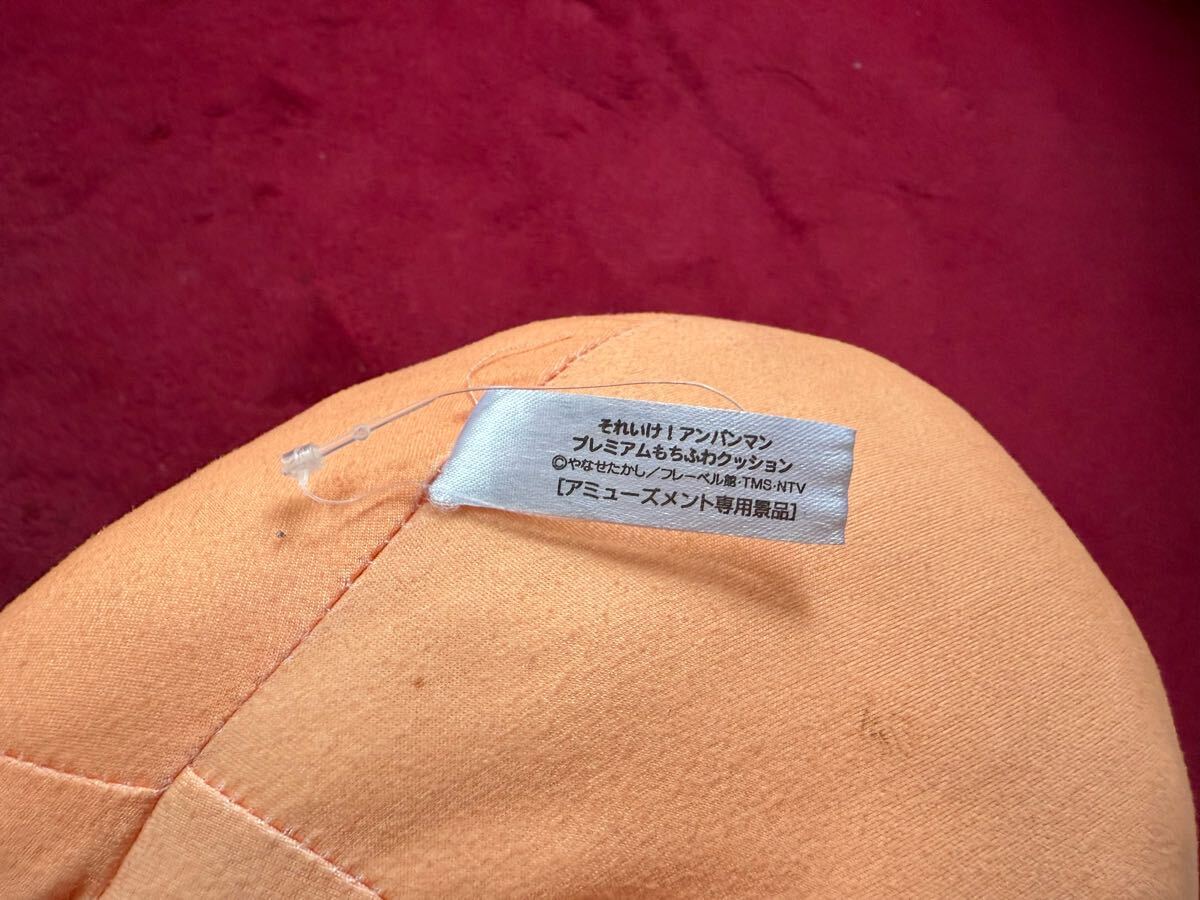 それいけ！アンパンマン
プレミアムもちふわクッション
©やなせたかし／フレーベル館・TMS・NTV
[アミューズメント専用景品]